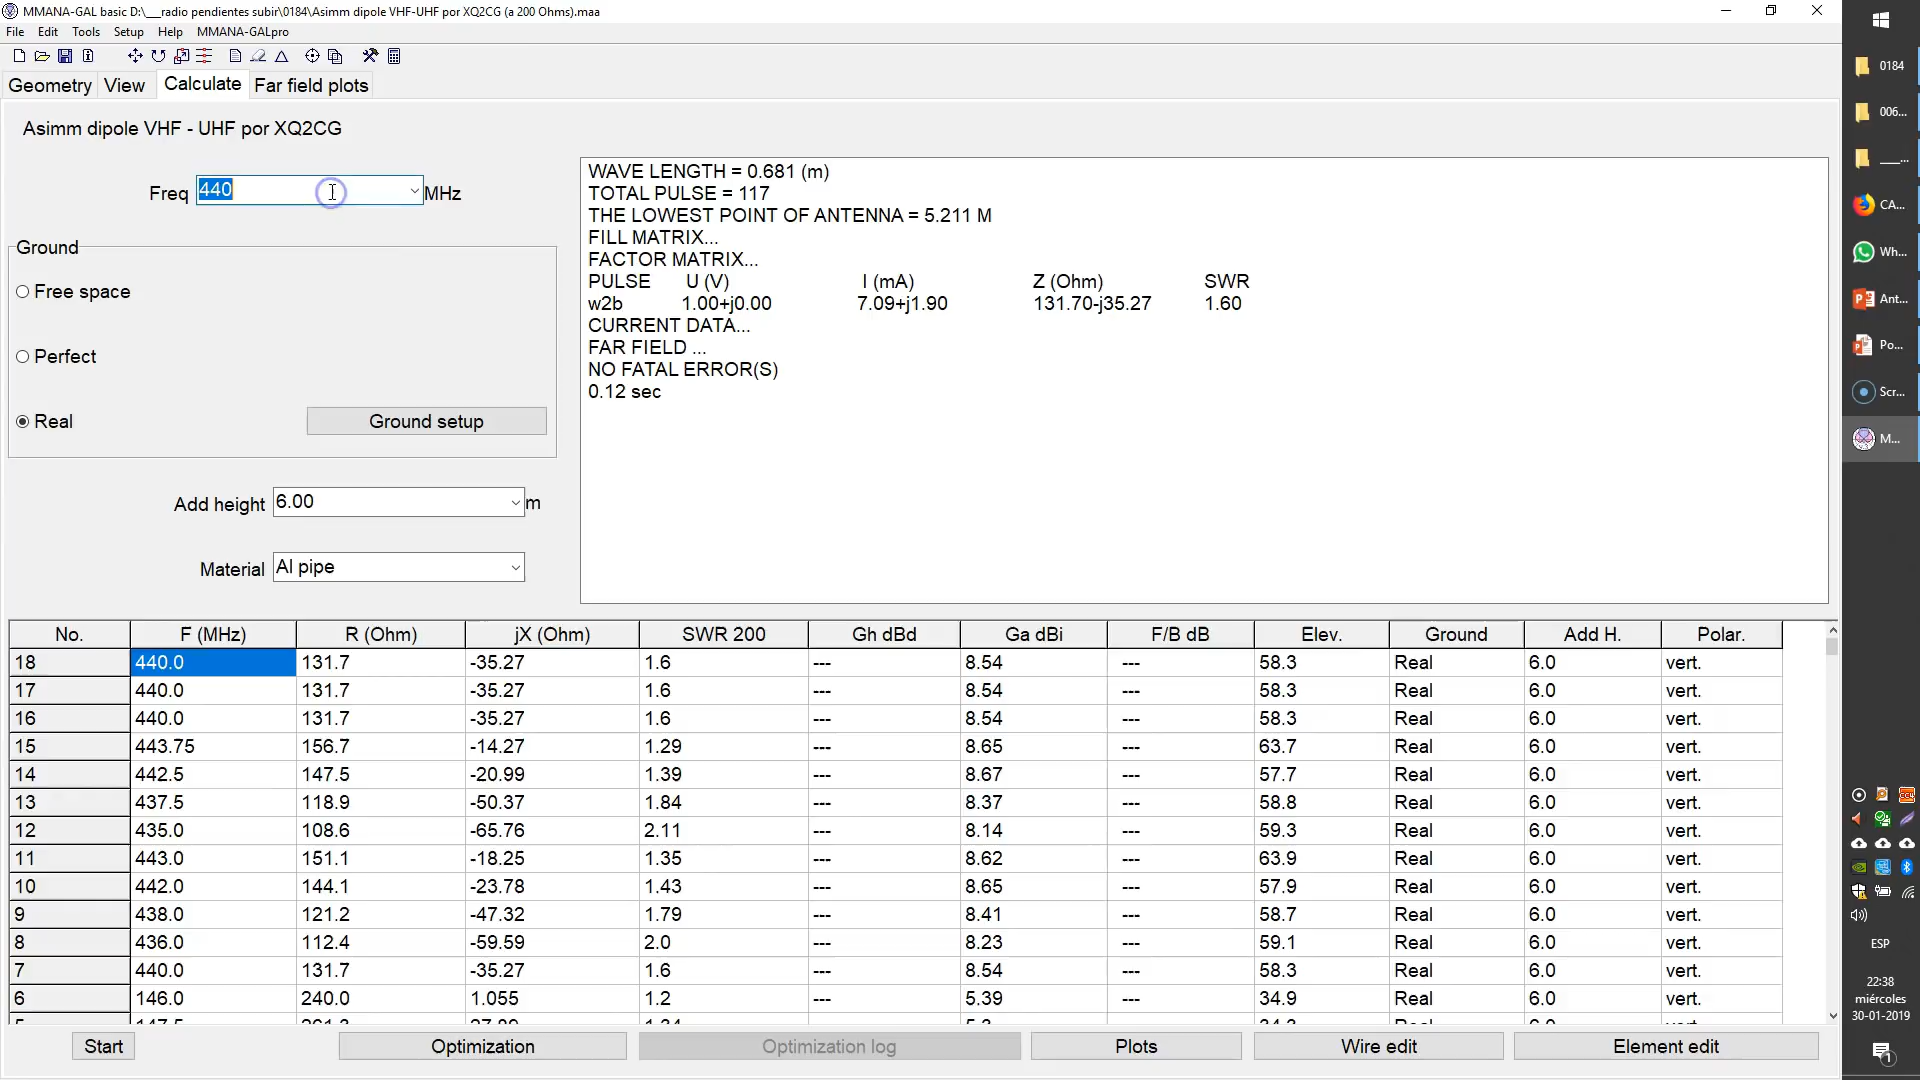 MMANA-GAL basic D:\___radio pendientes subir\0184\Asimm dipole VHF-UHF por XQ2CG (a 200 Ohms).maa
File Edit Tools Setup Help MMANA-GALpro
Geometry View Calculate Far field plots
Asimm dipole VHF - UHF por XQ2CG
Freq 440 MHz
Ground
Free space
Perfect
Real Ground setup
Add height 6.00 m
Material Al pipe
WAVE LENGTH = 0.681 (m)
TOTAL PULSE = 117
THE LOWEST POINT OF ANTENNA = 5.211 M
FILL MATRIX...
FACTOR MATRIX...
PULSE U (V) I (mA) Z (Ohm) SWR
w2b 1.00+j0.00 7.09+j1.90 131.70-j35.27 1.60
CURRENT DATA...
FAR FIELD ...
NO FATAL ERROR(S)
0.12 sec
No. F (MHz) R (Ohm) jX (Ohm) SWR 200 Gh dBd Ga dBi F/B dB Elev. Ground Add H. Polar.
18 440.0 131.7 -35.27 1.6 --- 8.54 --- 58.3 Real 6.0 vert.
17 440.0 131.7 -35.27 1.6 --- 8.54 --- 58.3 Real 6.0 vert.
16 440.0 131.7 -35.27 1.6 --- 8.54 --- 58.3 Real 6.0 vert.
15 443.75 156.7 -14.27 1.29 --- 8.65 --- 63.7 Real 6.0 vert.
14 442.5 147.5 -20.99 1.39 --- 8.67 --- 57.7 Real 6.0 vert.
13 437.5 118.9 -50.37 1.84 --- 8.37 --- 58.8 Real 6.0 vert.
12 435.0 108.6 -65.76 2.11 --- 8.14 --- 59.3 Real 6.0 vert.
11 443.0 151.1 -18.25 1.35 --- 8.62 --- 63.9 Real 6.0 vert.
10 442.0 144.1 -23.78 1.43 --- 8.65 --- 57.9 Real 6.0 vert.
9 438.0 121.2 -47.32 1.79 --- 8.41 --- 58.7 Real 6.0 vert.
8 436.0 112.4 -59.59 2.0 --- 8.23 --- 59.1 Real 6.0 vert.
7 440.0 131.7 -35.27 1.6 --- 8.54 --- 58.3 Real 6.0 vert.
6 146.0 240.0 1.055 1.2 --- 5.39 --- 34.9 Real 6.0 vert.
Start Optimization Optimization log Plots Wire edit Element edit
0184
006...
___...
CA...
Wh...
Ant...
Po...
Scr...
M...
ESP
22:38
miércoles
30-01-2019
1